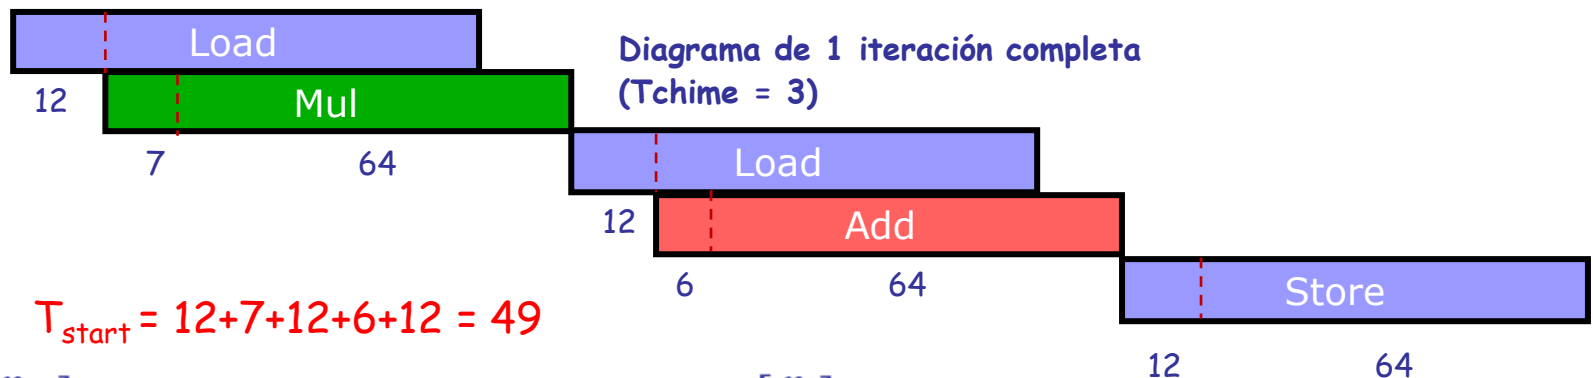 Load
Diagrama de 1 iteración completa
(Tchime = 3)
12
Mul
7
64
Load
12
Add
6
64
Store
T_start = 12+7+12+6+12 = 49
12
64